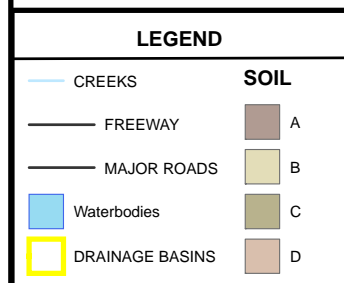 LEGEND
CREEKS
FREEWAY
MAJOR ROADS
Waterbodies
DRAINAGE BASINS
SOIL
A
B
C
D